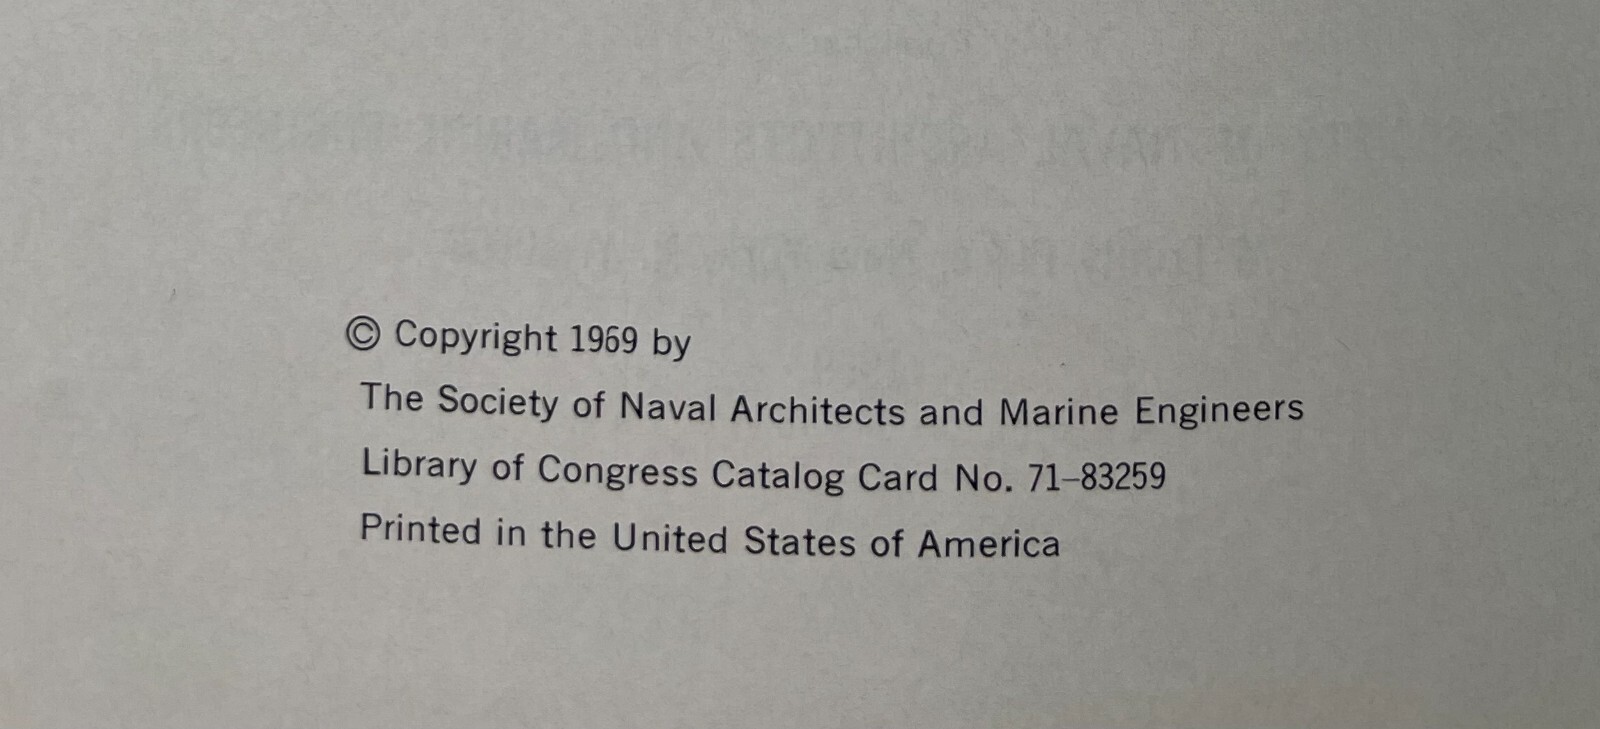 © Copyright 1969 by
The Society of Naval Architects and Marine Engineers
Library of Congress Catalog Card No. 71–83259
Printed in the United States of America